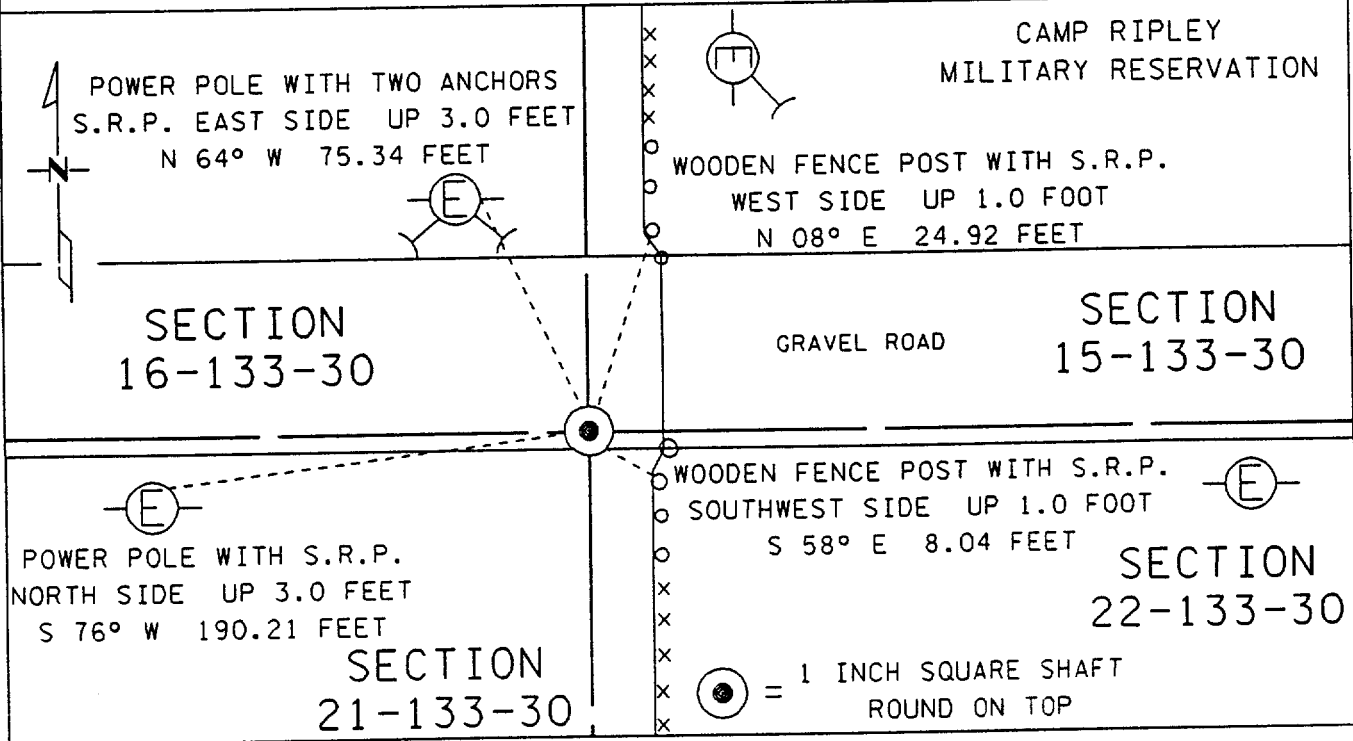 CAMP RIPLEY
MILITARY RESERVATION
POWER POLE WITH TWO ANCHORS
S.R.P. EAST SIDE UP 3.0 FEET
N 64° W 75.34 FEET
N
E
E
WOODEN FENCE POST WITH S.R.P.
WEST SIDE UP 1.0 FOOT
N 08° E 24.92 FEET
SECTION
16-133-30
GRAVEL ROAD
SECTION
15-133-30
E
POWER POLE WITH S.R.P.
NORTH SIDE UP 3.0 FEET
S 76° W 190.21 FEET
WOODEN FENCE POST WITH S.R.P.
SOUTHWEST SIDE UP 1.0 FOOT
S 58° E 8.04 FEET
E
SECTION
22-133-30
SECTION
21-133-30
= 1 INCH SQUARE SHAFT
ROUND ON TOP